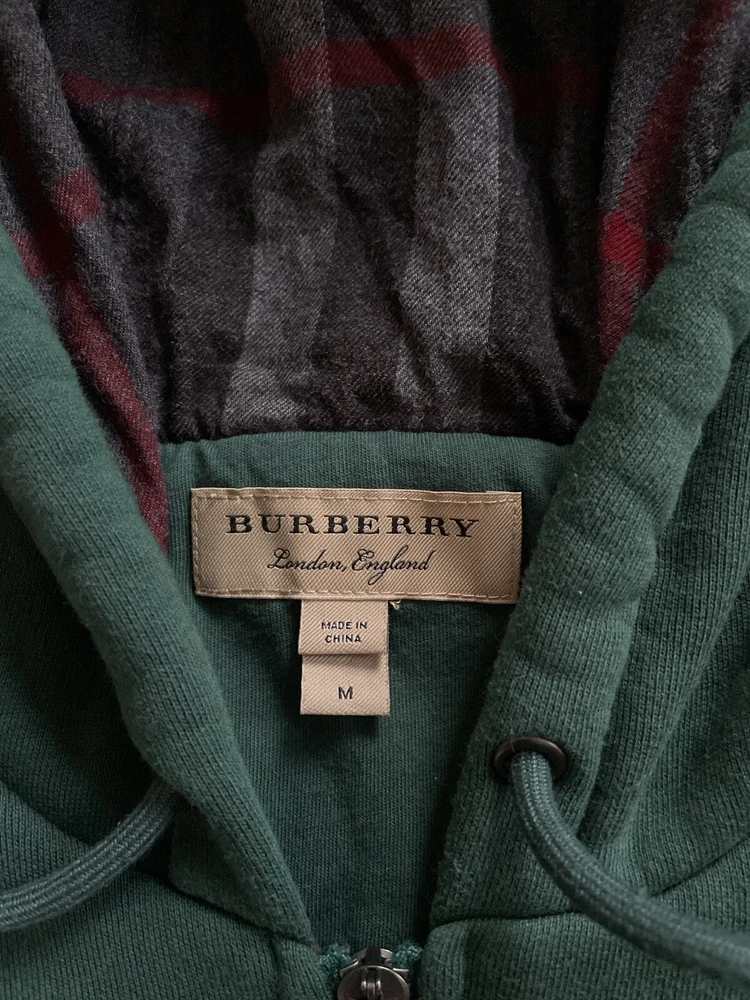 BURBERRY
London, England
MADE IN
CHINA
M